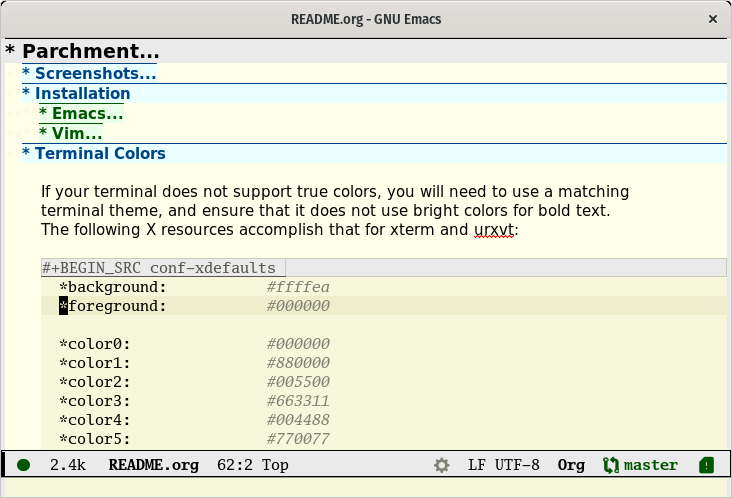 README.org - GNU Emacs ×
* Parchment...
* Screenshots...
* Installation
* Emacs...
* Vim...
* Terminal Colors
If your terminal does not support true colors, you will need to use a matching
terminal theme, and ensure that it does not use bright colors for bold text.
The following X resources accomplish that for xterm and urxvt:
#+BEGIN_SRC conf-xdefaults
*background: #ffffea
*foreground: #000000
*color0: #000000
*color1: #880000
*color2: #005500
*color3: #663311
*color4: #004488
*color5: #770077
2.4k README.org 62:2 Top LF UTF-8 Org master